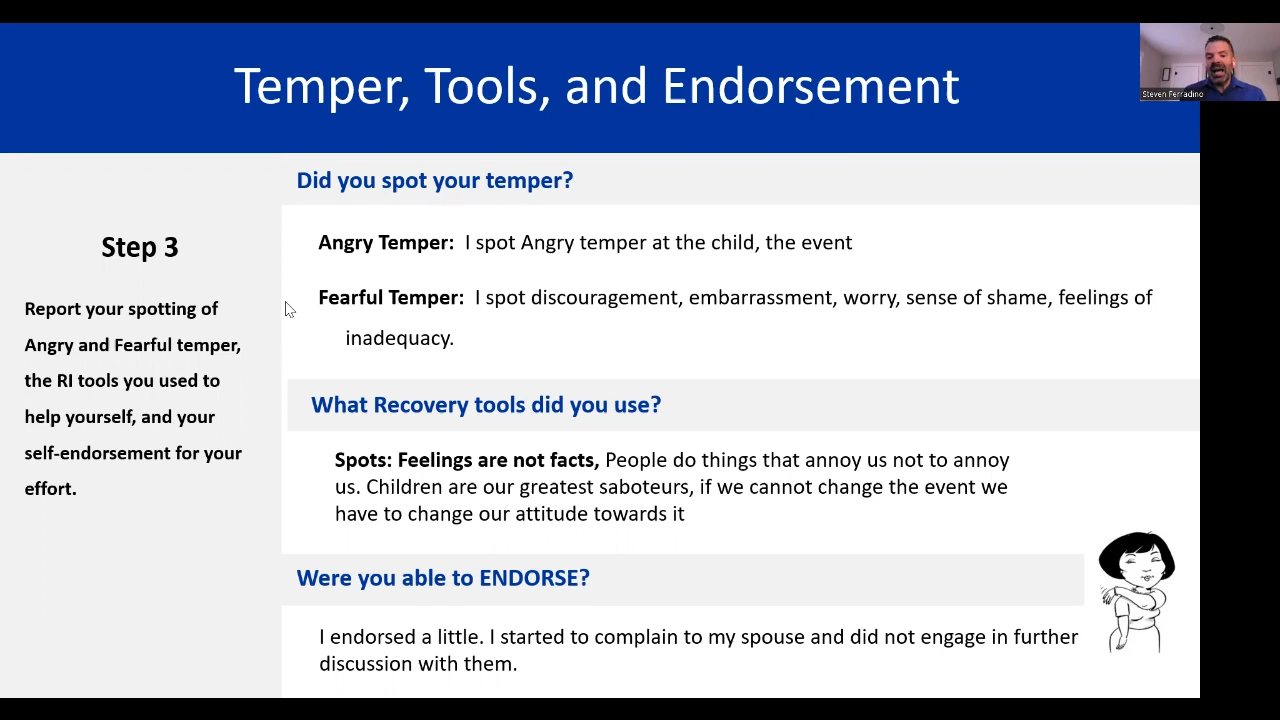 Temper, Tools, and Endorsement
Steven Ferradino
Did you spot your temper?
Step 3
Report your spotting of
Angry and Fearful temper,
the RI tools you used to
help yourself, and your
self-endorsement for your
effort.
Angry Temper: I spot Angry temper at the child, the event
Fearful Temper: I spot discouragement, embarrassment, worry, sense of shame, feelings of
inadequacy.
What Recovery tools did you use?
Spots: Feelings are not facts, People do things that annoy us not to annoy
us. Children are our greatest saboteurs, if we cannot change the event we
have to change our attitude towards it
Were you able to ENDORSE?
I endorsed a little. I started to complain to my spouse and did not engage in further
discussion with them.